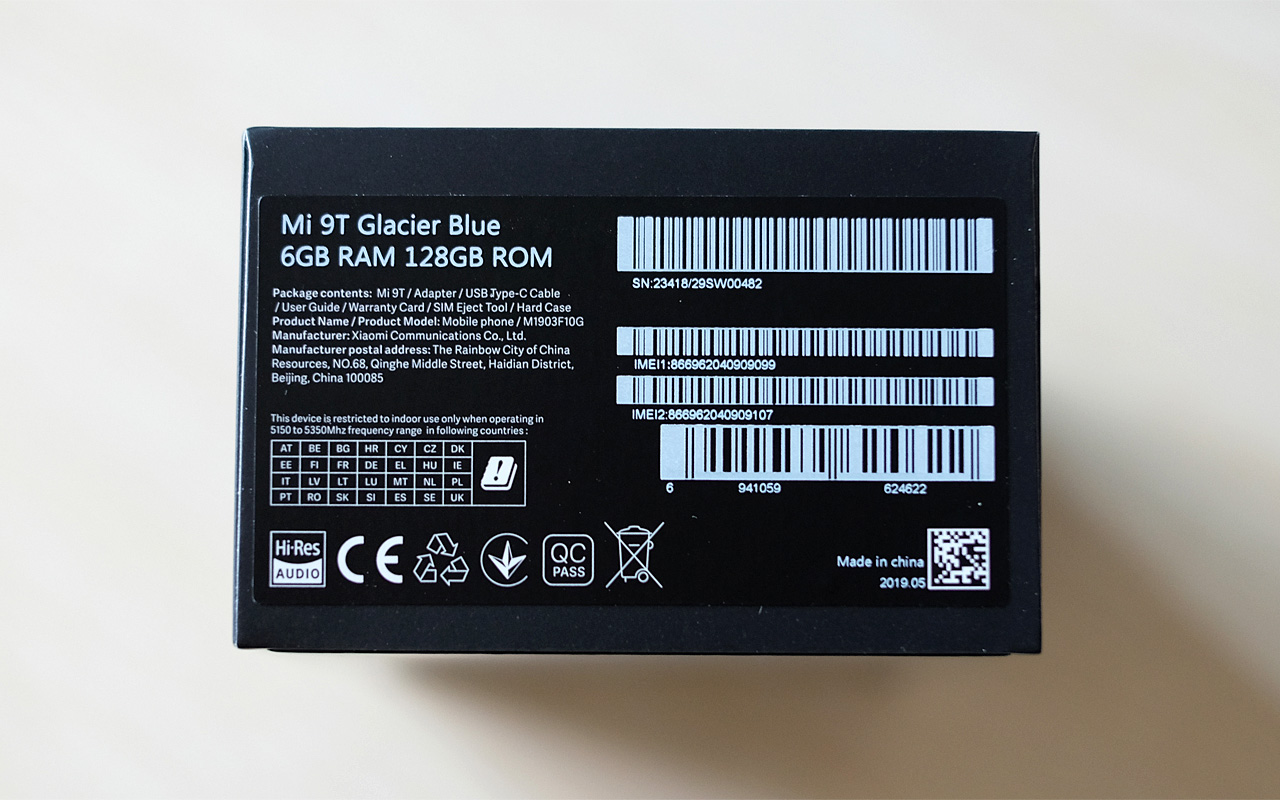 Mi 9T Glacier Blue
6GB RAM 128GB ROM
Package contents: Mi 9T / Adapter / USB Type-C Cable
/ User Guide / Warranty Card / SIM Eject Tool / Hard Case
Product Name / Product Model: Mobile phone / M1903F10G
Manufacturer: Xiaomi Communications Co., Ltd.
Manufacturer postal address: The Rainbow City of China
Resources, NO.68, Qinghe Middle Street, Haidian District,
Beijing, China 100085
This device is restricted to indoor use only when operating in
5150 to 5350Mhz frequency range in following countries :
AT BE BG HR CY CZ DK
EE FI FR DE EL HU IE
IT LV LT LU MT NL PL
PT RO SK SI ES SE UK
Hi-Res
AUDIO
CE
QC
PASS
SN:23418/29SW00482
IMEI1:866962040909099
IMEI2:866962040909107
6 941059 624622
Made in china
2019.05